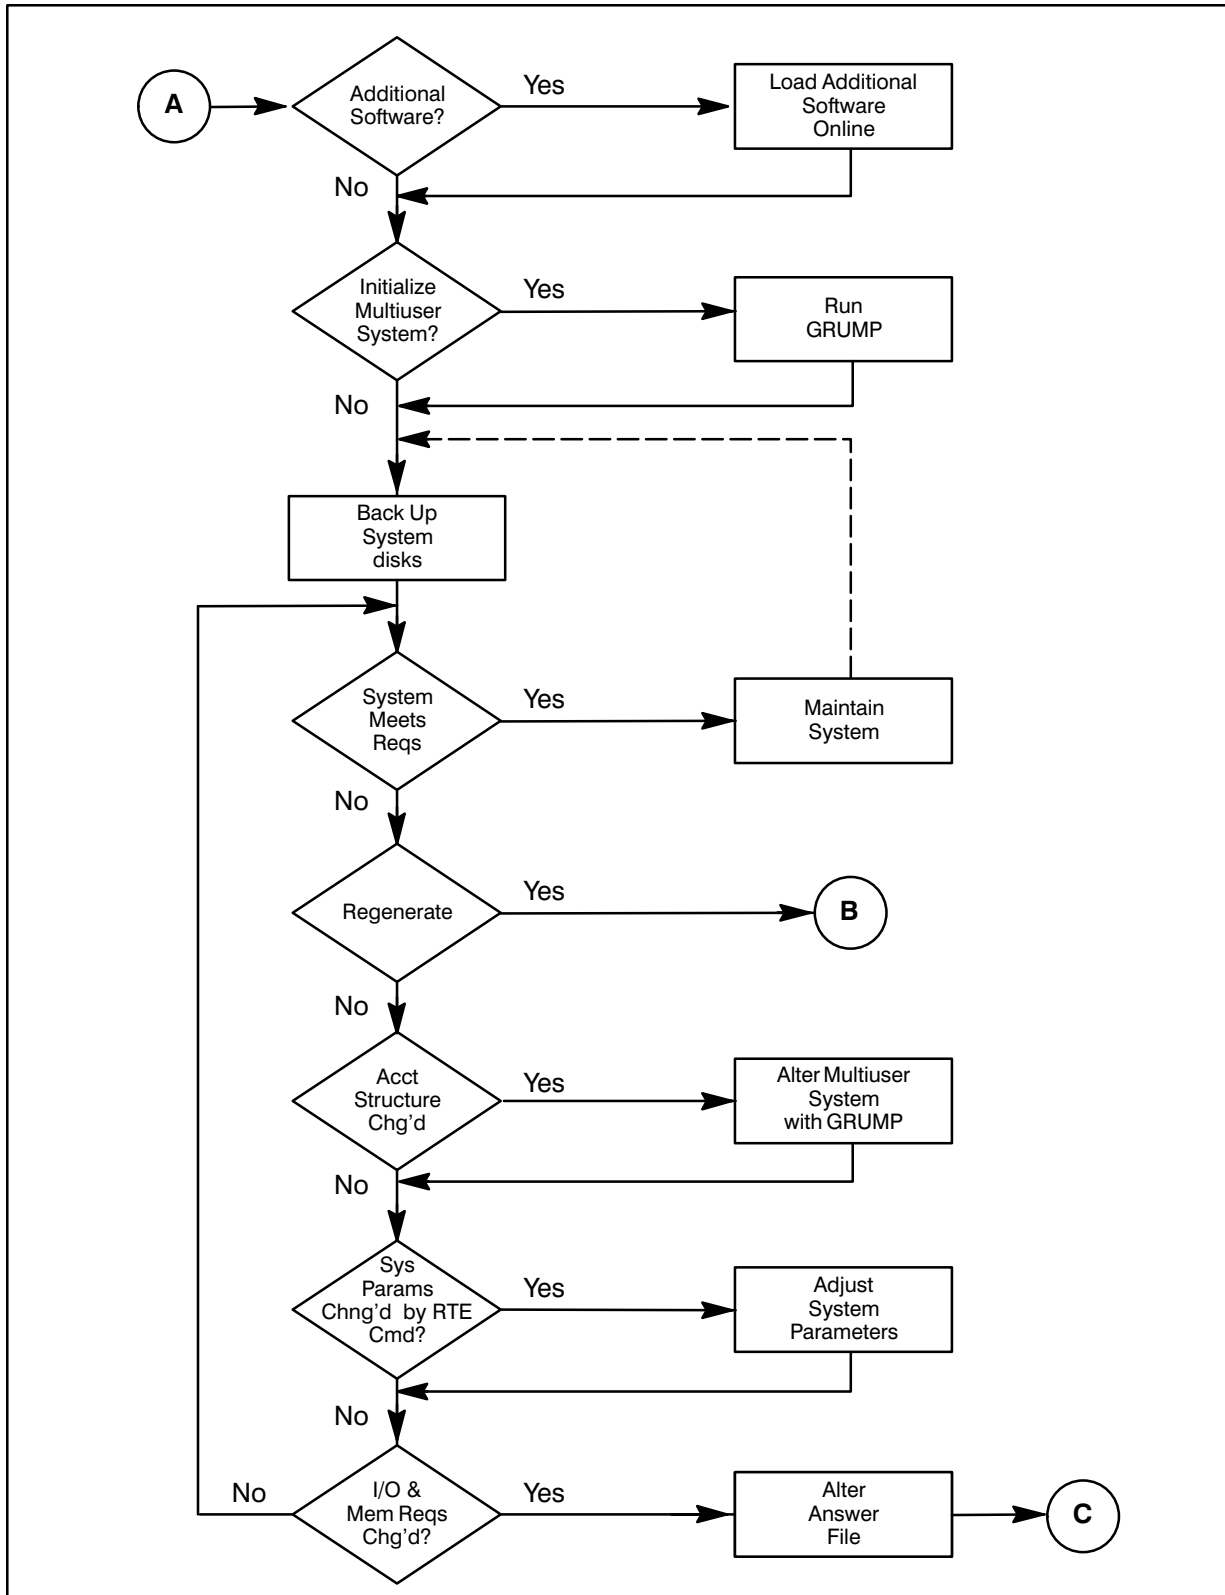 A
Additional
Software?
Yes
Load Additional
Software
Online
No
Initialize
Multiuser
System?
Yes
Run
GRUMP
No
Back Up
System
disks
System
Meets
Reqs
Yes
Maintain
System
No
Regenerate
Yes
B
No
Acct
Structure
Chg'd
Yes
Alter Multiuser
System
with GRUMP
No
Sys
Params
Chng'd by RTE
Cmd?
Yes
Adjust
System
Parameters
No
No
I/O &
Mem Reqs
Chg'd?
Yes
Alter
Answer
File
C